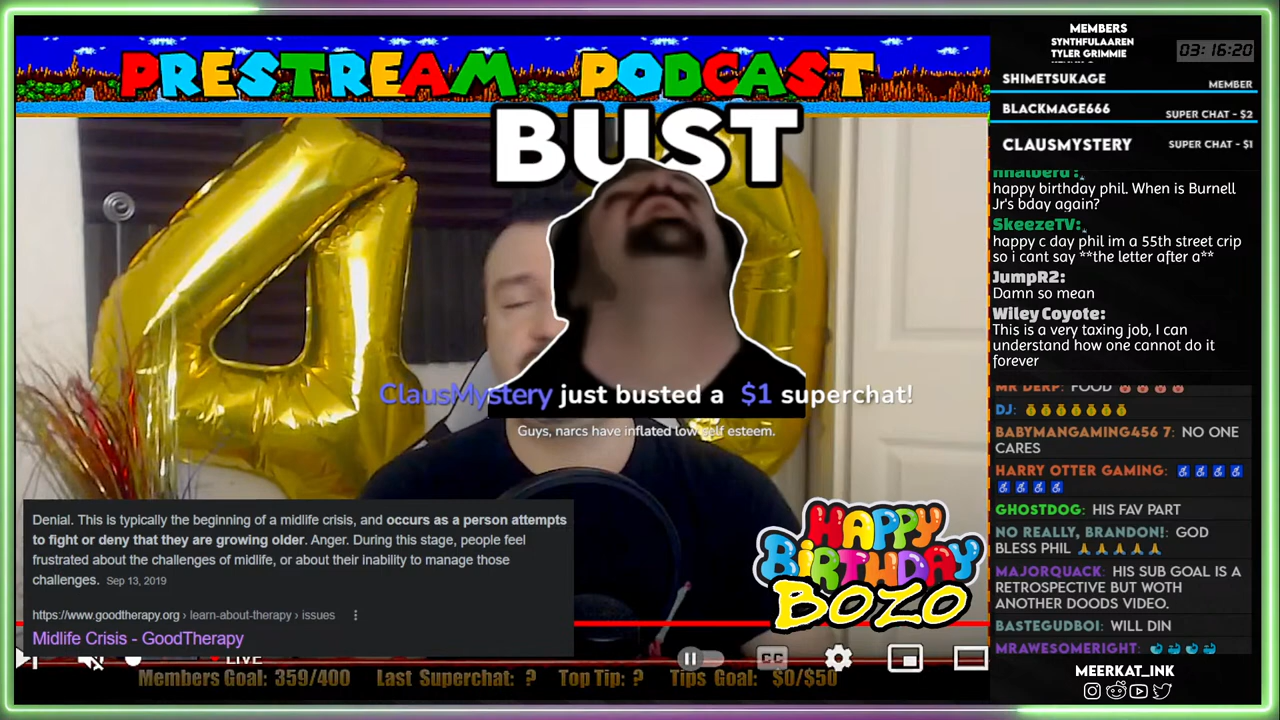 PRESTREAM PODCAST
BUST
ClausMystery just busted a $1 superchat!
Guys, narcs have inflated low self esteem.
Denial. This is typically the beginning of a midlife crisis, and occurs as a person attempts
to fight or deny that they are growing older. Anger. During this stage, people feel
frustrated about the challenges of midlife, or about their inability to manage those
challenges. Sep 13, 2019
https://www.goodtherapy.org › learn-about-therapy › issues
Midlife Crisis - GoodTherapy
HAPPY
BIRTHDAY
BOZO
40
LIVE
CC
Members Goal: 359/400 Last Superchat: ? Top Tip: ? Tips Goal: $0/$50
MEMBERS
SYNTHFULAAREN
TYLER GRIMMIE
03:16:20
SHIMETSUKAGE MEMBER
BLACKMAGE666 SUPER CHAT - $2
CLAUSMYSTERY SUPER CHAT - $1
happy birthday phil. When is Burnell
Jr's bday again?
SkeezeTV:
happy c day phil im a 55th street crip
so i cant say **the letter after a**
JumpR2:
Damn so mean
Wiley Coyote:
This is a very taxing job, I can
understand how one cannot do it
forever
MR DERP: FOOD
DJ:
BABYMANGAMING456 7: NO ONE
CARES
HARRY OTTER GAMING:
GHOSTDOG: HIS FAV PART
NO REALLY, BRANDON!: GOD
BLESS PHIL
MAJORQUACK: HIS SUB GOAL IS A
RETROSPECTIVE BUT WOTH
ANOTHER DOODS VIDEO.
BASTEGUDBOI: WILL DIN
MRAWESOMERIGHT:
MEERKAT_INK